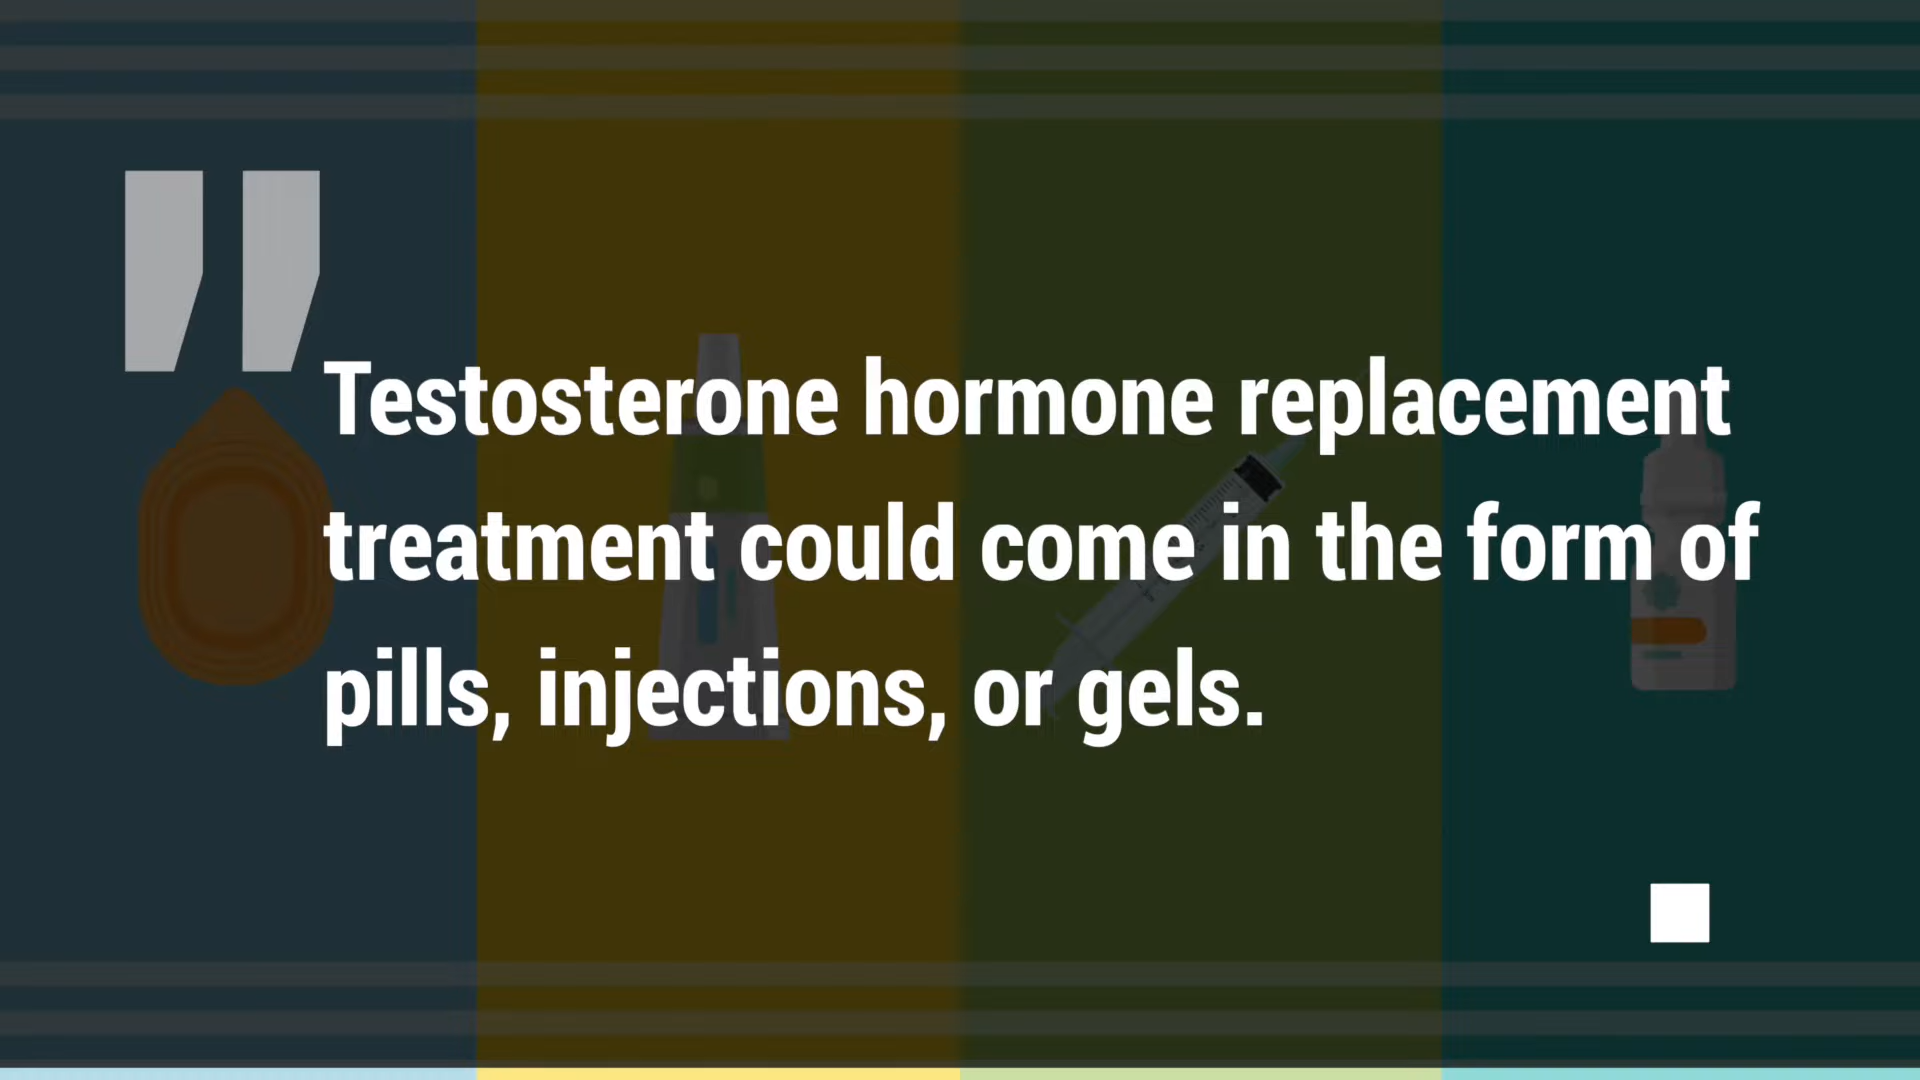 Testosterone hormone replacement
treatment could come in the form of
pills, injections, or gels.